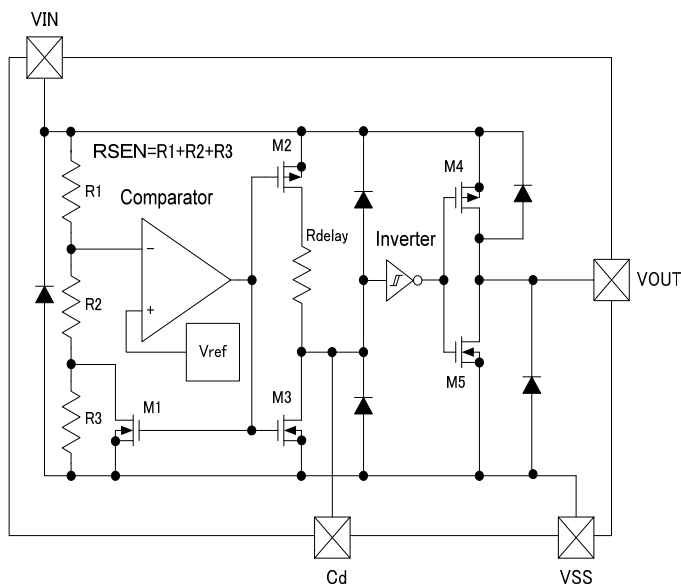 VIN
RSEN=R1+R2+R3
M2
M4
R1
Comparator
Rdelay
Inverter
−
VOUT
R2
+
Vref
M5
R3
M1
M3
Cd
VSS